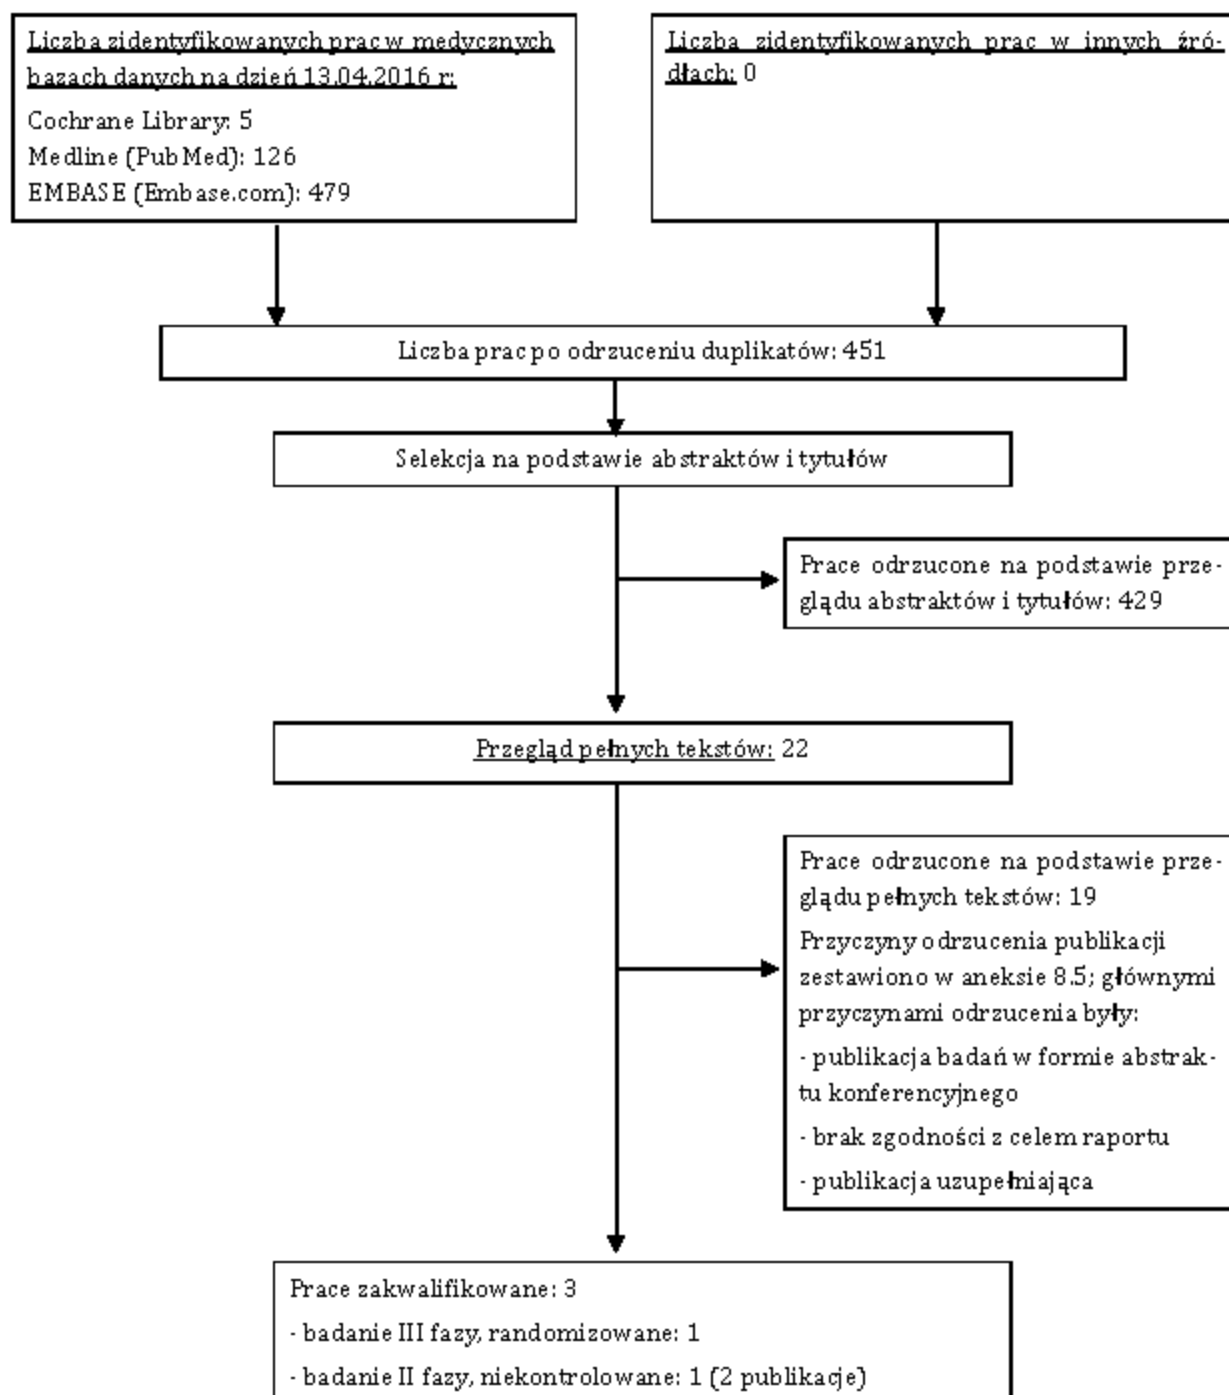 Liczba zidentyfikowanych prac w medycznych
bazach danych na dzień 13.04.2016 r:
Cochrane Library: 5
Medline (PubMed): 126
EMBASE (Embase.com): 479
Liczba zidentyfikowanych prac w innych źró-
dłach: 0
Liczba prac po odrzuceniu duplikatów: 451
Selekcja na podstawie abstraktów i tytułów
Prace odrzucone na podstawie prze-
glądu abstraktów i tytułów: 429
Przegląd pełnych tekstów: 22
Prace odrzucone na podstawie prze-
glądu pełnych tekstów: 19
Przyczyny odrzucenia publikacji
zestawiono w aneksie 8.5; głównymi
przyczynami odrzucenia były:
- publikacja badań w formie abstrak-
tu konferencyjnego
- brak zgodności z celem raportu
- publikacja uzupełniająca
Prace zakwalifikowane: 3
- badanie III fazy, randomizowane: 1
- badanie II fazy, niekontrolowane: 1 (2 publikacje)